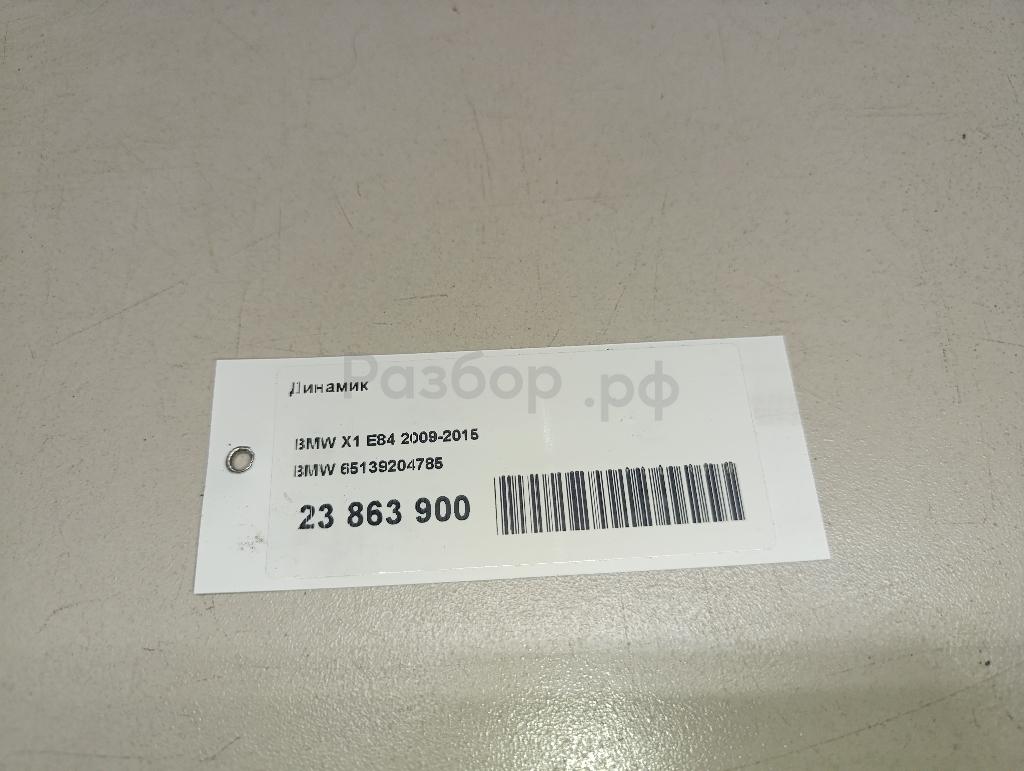 Разбор.рф
Динамик
BMW X1 E84 2009-2015
BMW 65139204785
23 863 900